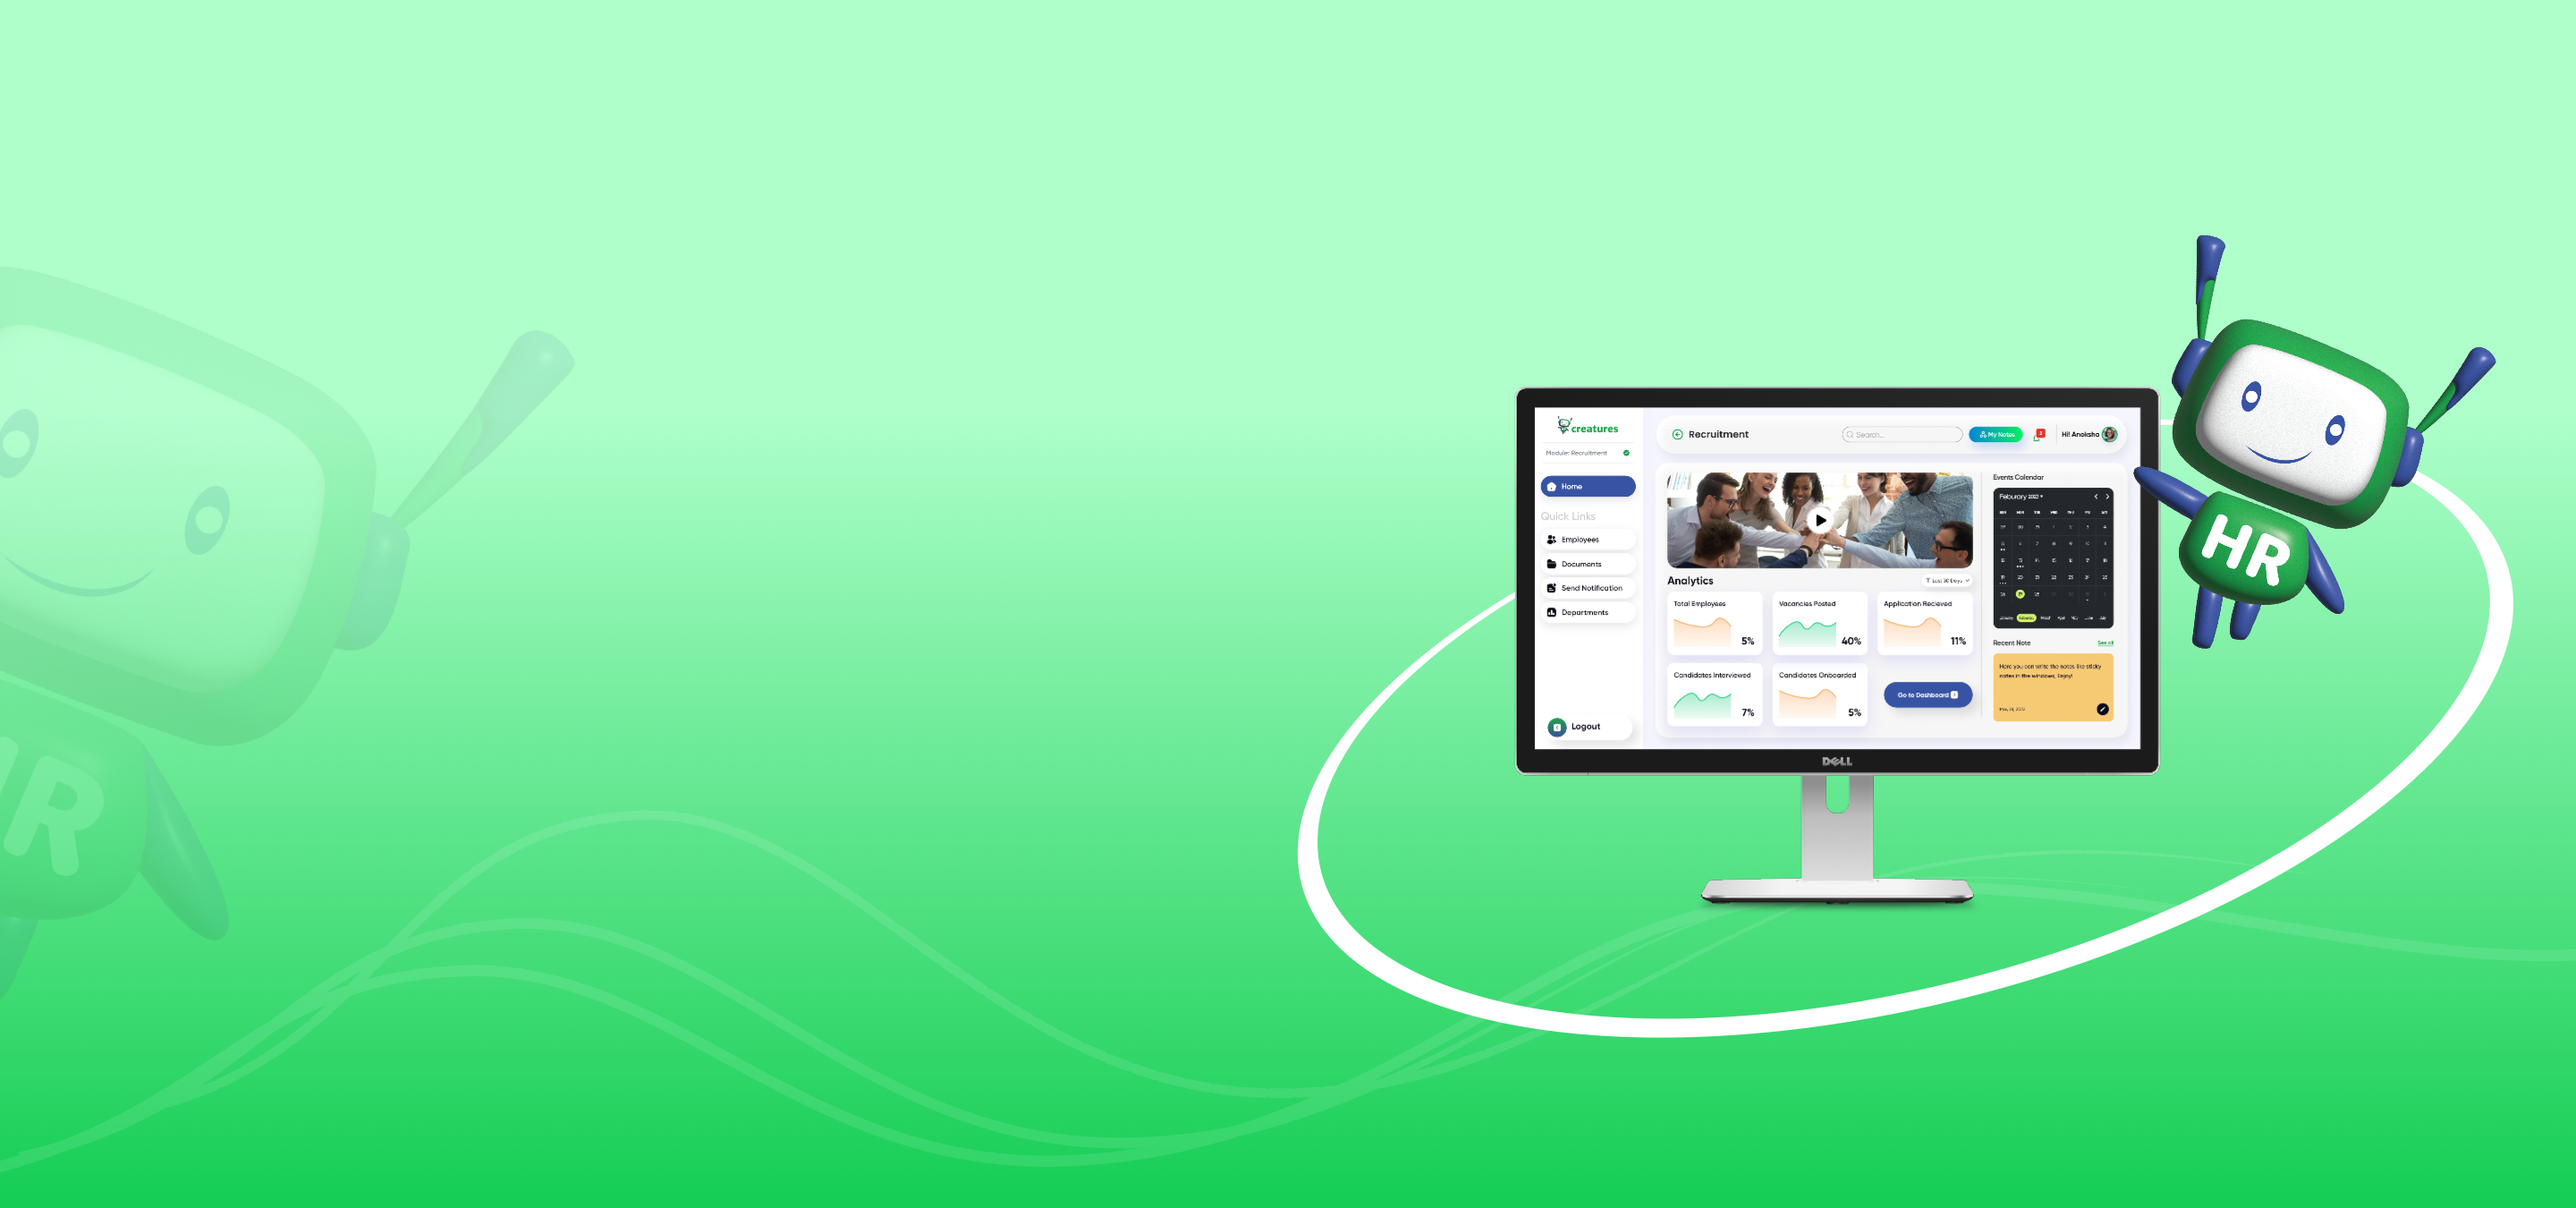 creatures
Recruitment
Search...
My Notes
2
Hi! Anoksha
Module: Recruitment
Home
Quick Links
Employees
Documents
Send Notification
Departments
Logout
Analytics
Last 30 Days
Total Employees
5%
Vacancies Posted
40%
Application Recieved
11%
Candidates Interviewed
7%
Candidates Onboarded
5%
Go to Dashboard
Events Calendar
Feburary 2023
Recent Note
See all
Here you can write the notes like sticky
notes in the windows, Enjoy!
DELL
HR
R